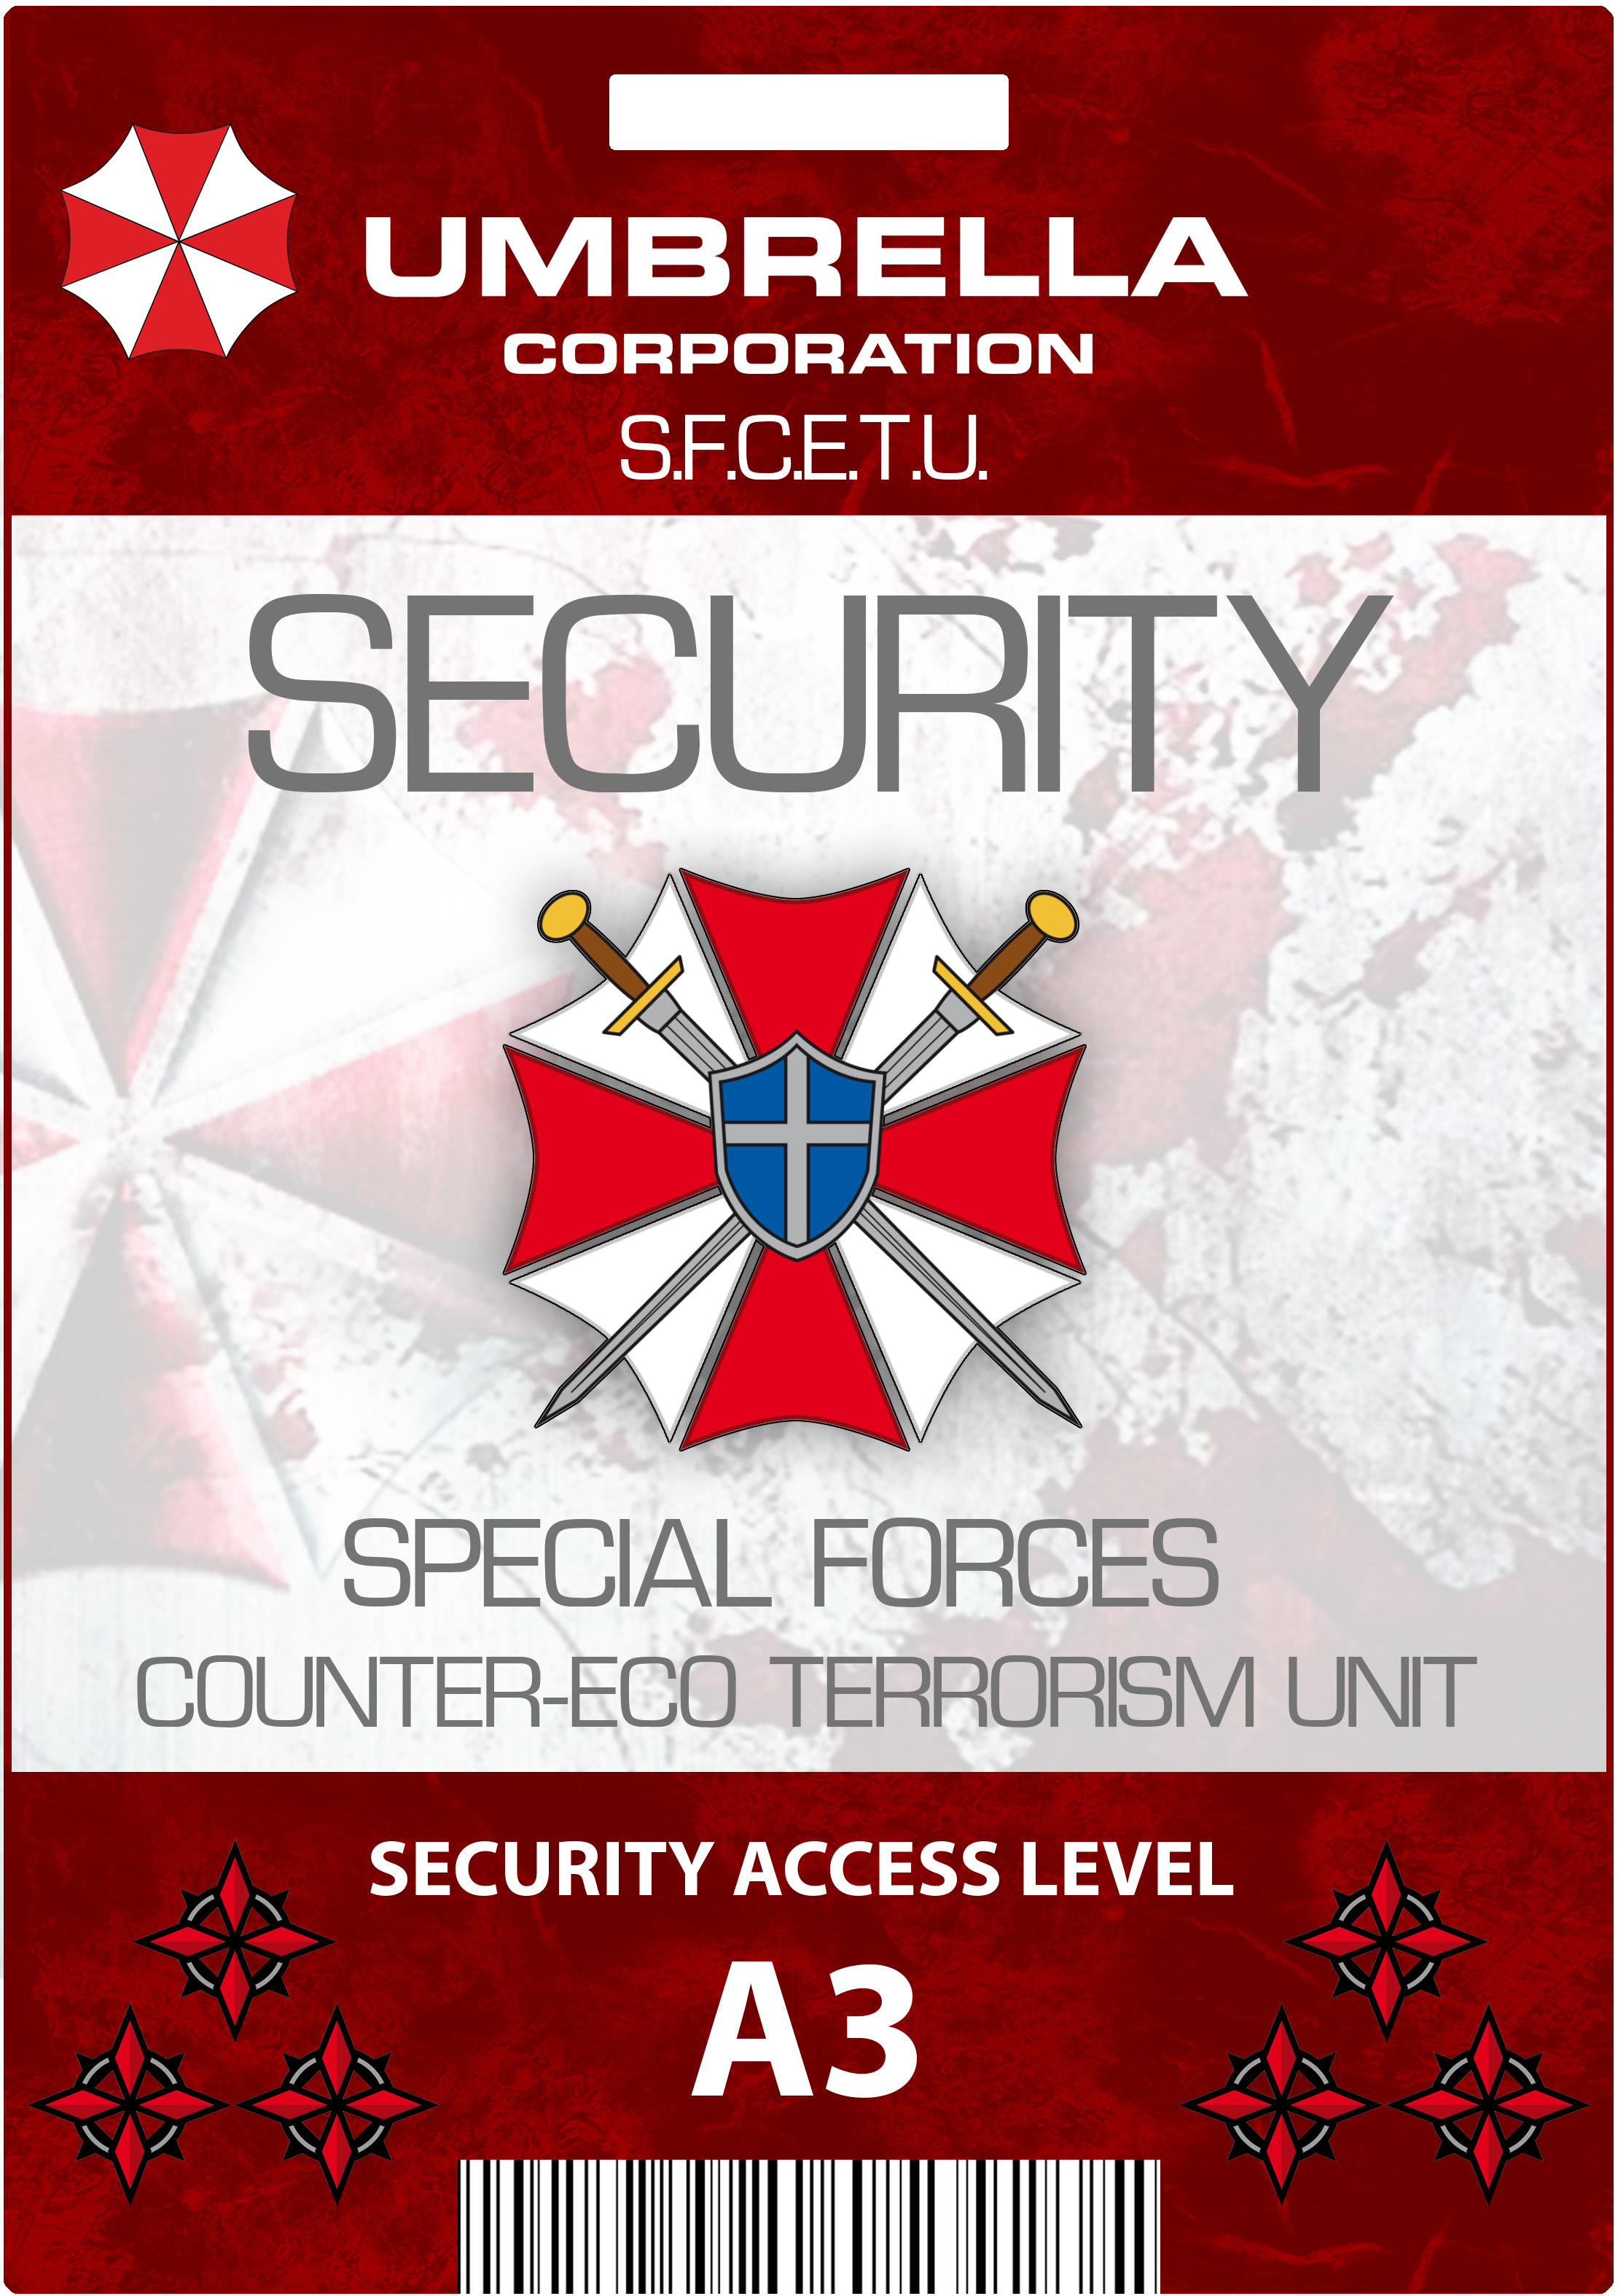 UMBRELLA
CORPORATION
S.F.C.E.T.U.
SECURITY
SPECIAL FORCES
COUNTER-ECO TERRORISM UNIT
SECURITY ACCESS LEVEL
A3